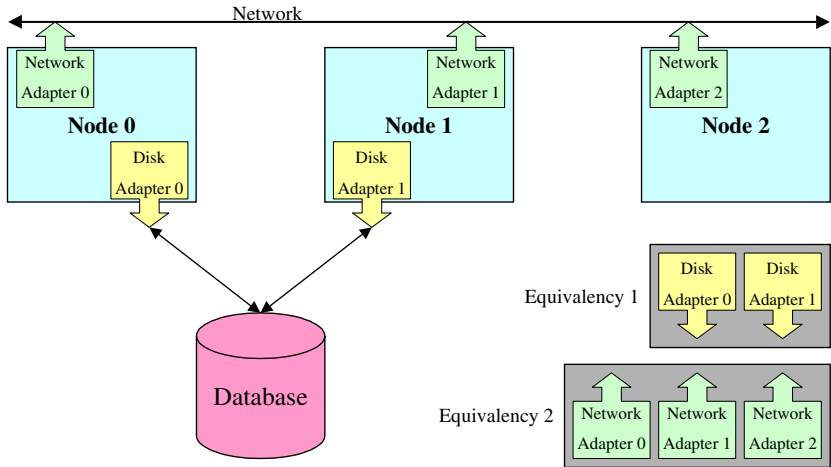 Network
Network
Adapter 0
Node 0
Disk
Adapter 0
Network
Adapter 1
Node 1
Disk
Adapter 1
Network
Adapter 2
Node 2
Database
Equivalency 1
Disk
Adapter 0
Disk
Adapter 1
Equivalency 2
Network
Adapter 0
Network
Adapter 1
Network
Adapter 2